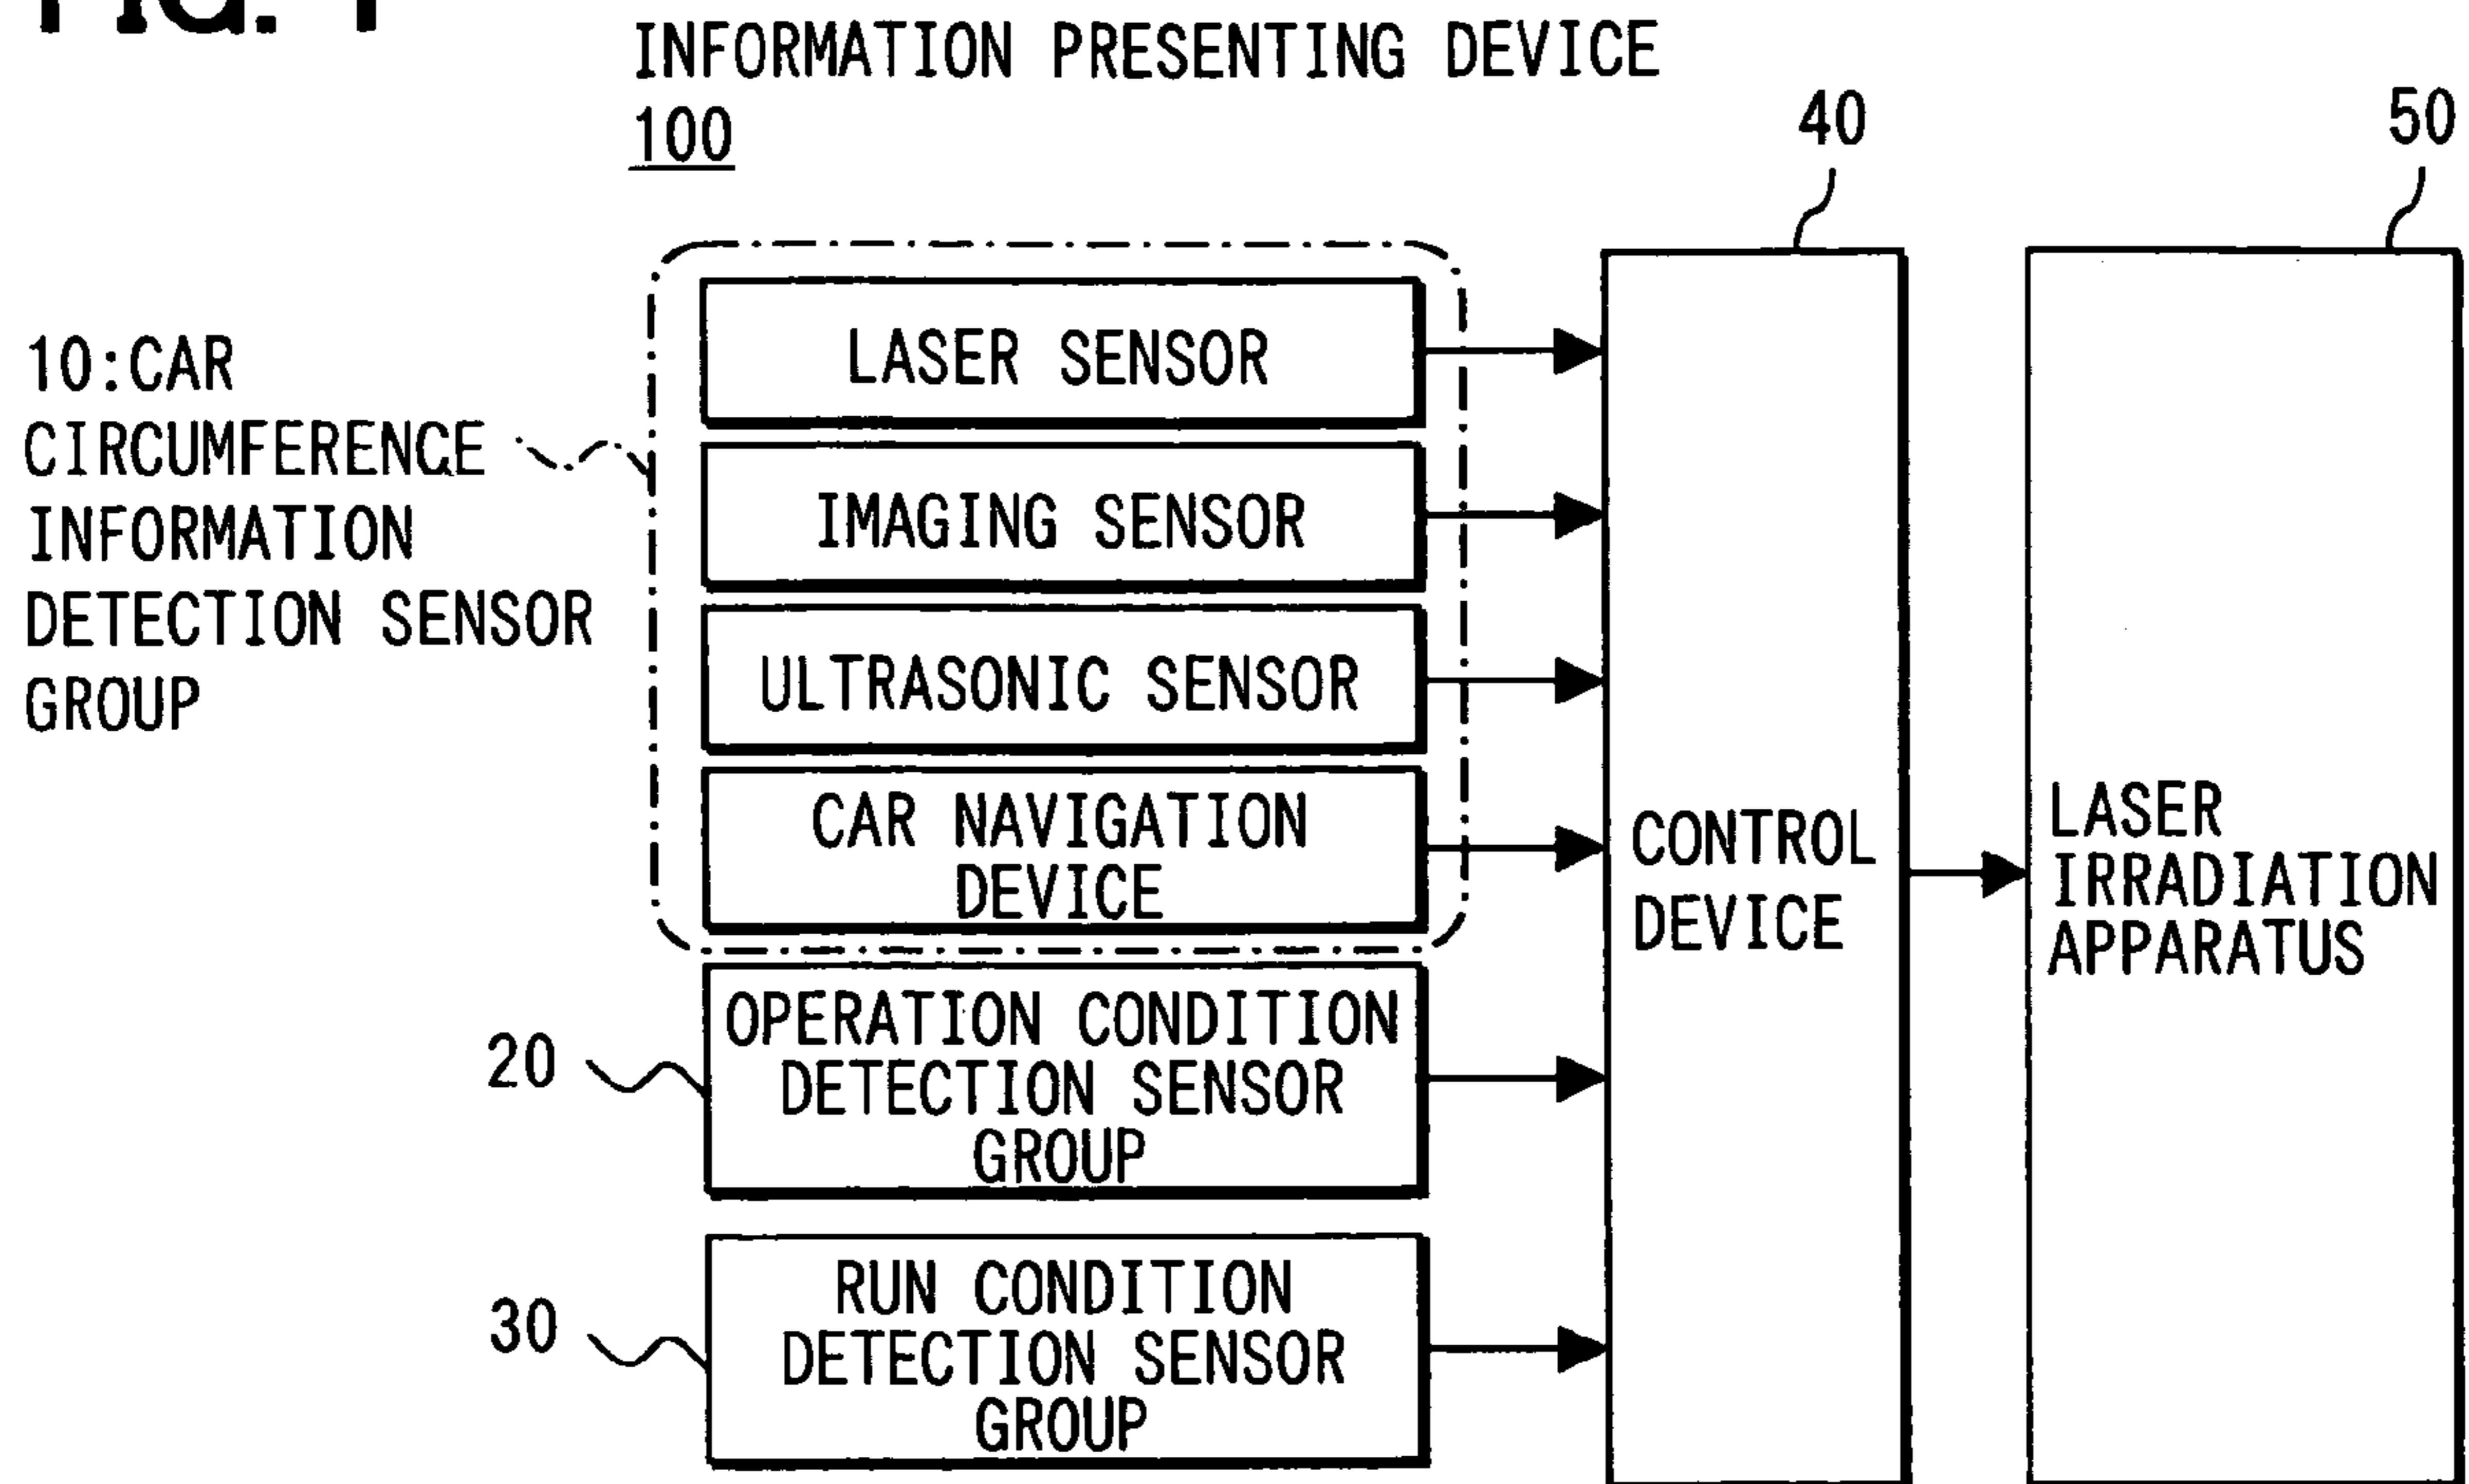 FIG. 1
INFORMATION PRESENTING DEVICE
100
40
50
10:CAR
CIRCUMFERENCE
INFORMATION
DETECTION SENSOR
GROUP
LASER SENSOR
IMAGING SENSOR
ULTRASONIC SENSOR
CAR NAVIGATION
DEVICE
20
OPERATION CONDITION
DETECTION SENSOR
GROUP
30
RUN CONDITION
DETECTION SENSOR
GROUP
CONTROL
DEVICE
LASER
IRRADIATION
APPARATUS